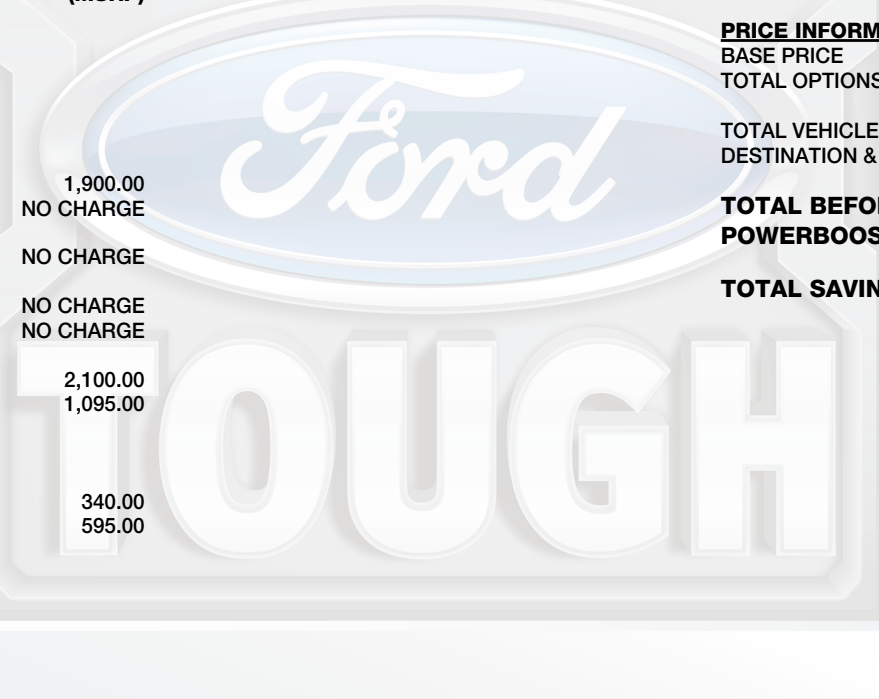 (MSRP)
1,900.00
NO CHARGE
NO CHARGE
NO CHARGE
NO CHARGE
2,100.00
1,095.00
340.00
595.00
PRICE INFORM
BASE PRICE
TOTAL OPTIONS
TOTAL VEHICLE
DESTINATION &
TOTAL BEFO
POWERBOOS
TOTAL SAVIN
Ford
TOUGH